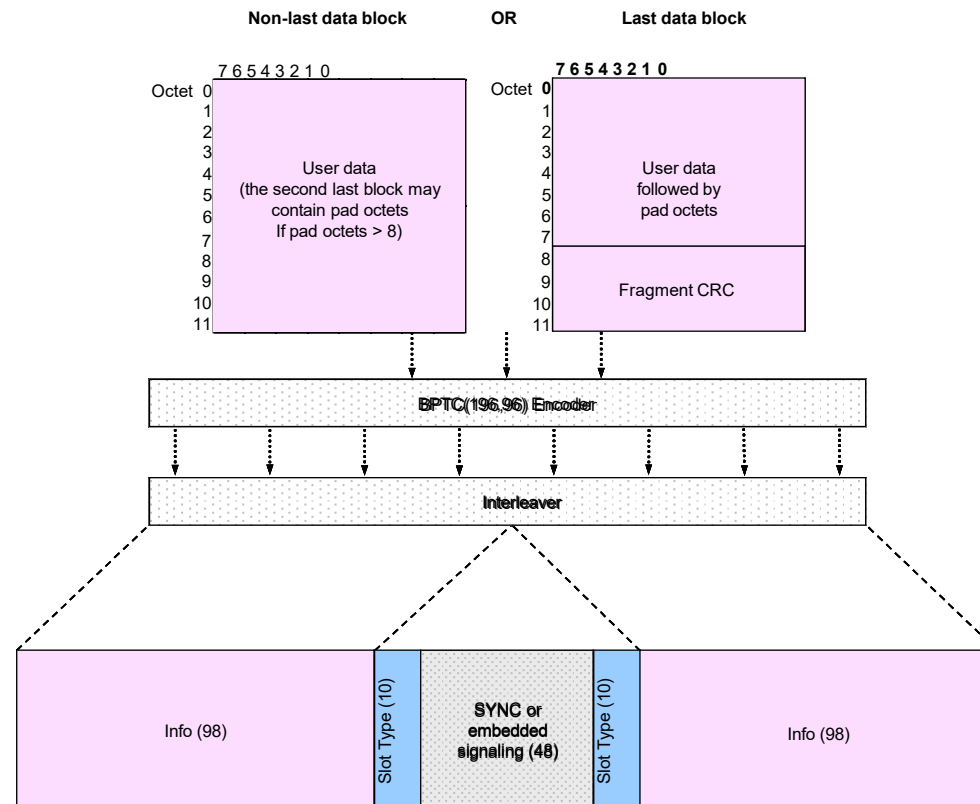 Non-last data block OR Last data block
7 6 5 4 3 2 1 0
7 6 5 4 3 2 1 0
Octet 0
1
2
3
4
5
6
7
8
9
10
11
User data
(the second last block may
contain pad octets
If pad octets > 8)
Octet 0
1
2
3
4
5
6
7
8
9
10
11
User data
followed by
pad octets
Fragment CRC
BPTC(196,96) Encoder
Interleaver
Info (98)
Slot Type (10)
SYNC or
embedded
signaling (48)
Slot Type (10)
Info (98)